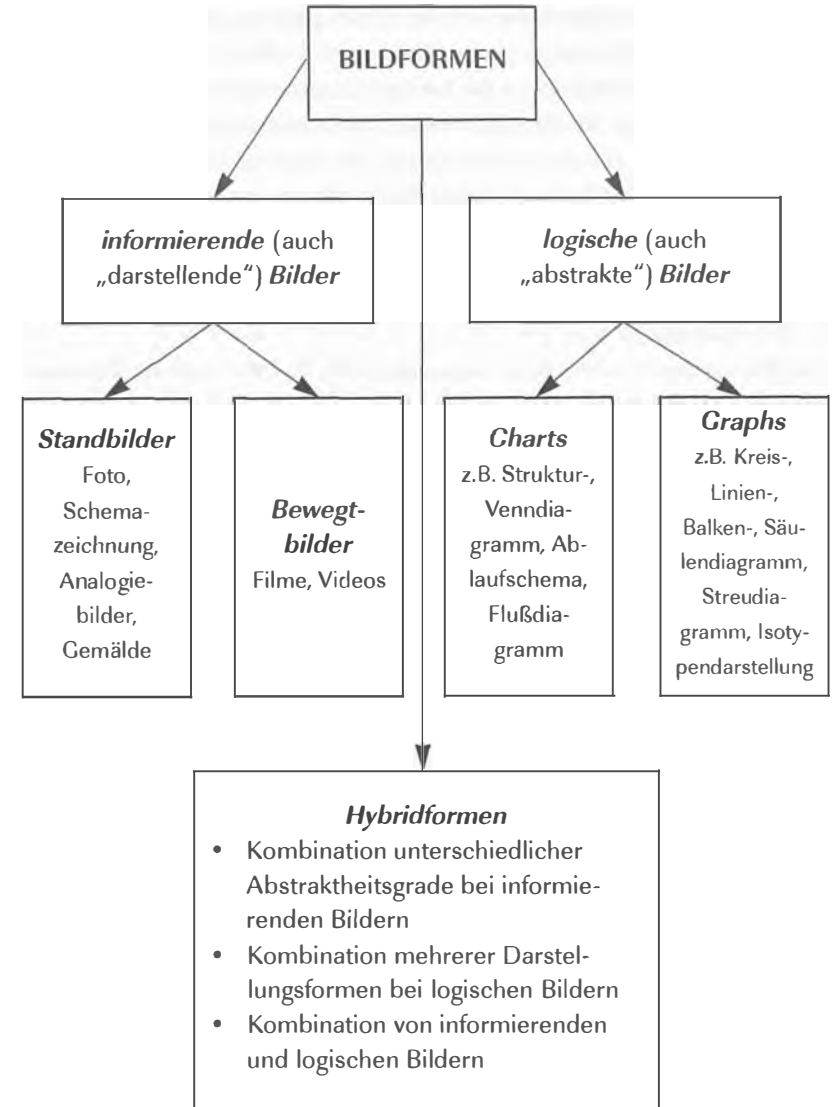 BILDFORMEN
informierende (auch
„darstellende“) Bilder
logische (auch
„abstrakte“) Bilder
Standbilder
Foto,
Schema-
zeichnung,
Analogie-
bilder,
Gemälde
Bewegt-
bilder
Filme, Videos
Charts
z.B. Struktur-,
Venndia-
gramm, Ab-
laufschema,
Flußdia-
gramm
Graphs
z.B. Kreis-,
Linien-,
Balken-, Säu-
lendiagramm,
Streudia-
gramm, Isoty-
pendarstellung
Hybridformen
• Kombination unterschiedlicher
Abstraktheitsgrade bei informie-
renden Bildern
• Kombination mehrerer Darstel-
lungsformen bei logischen Bildern
• Kombination von informierenden
und logischen Bildern